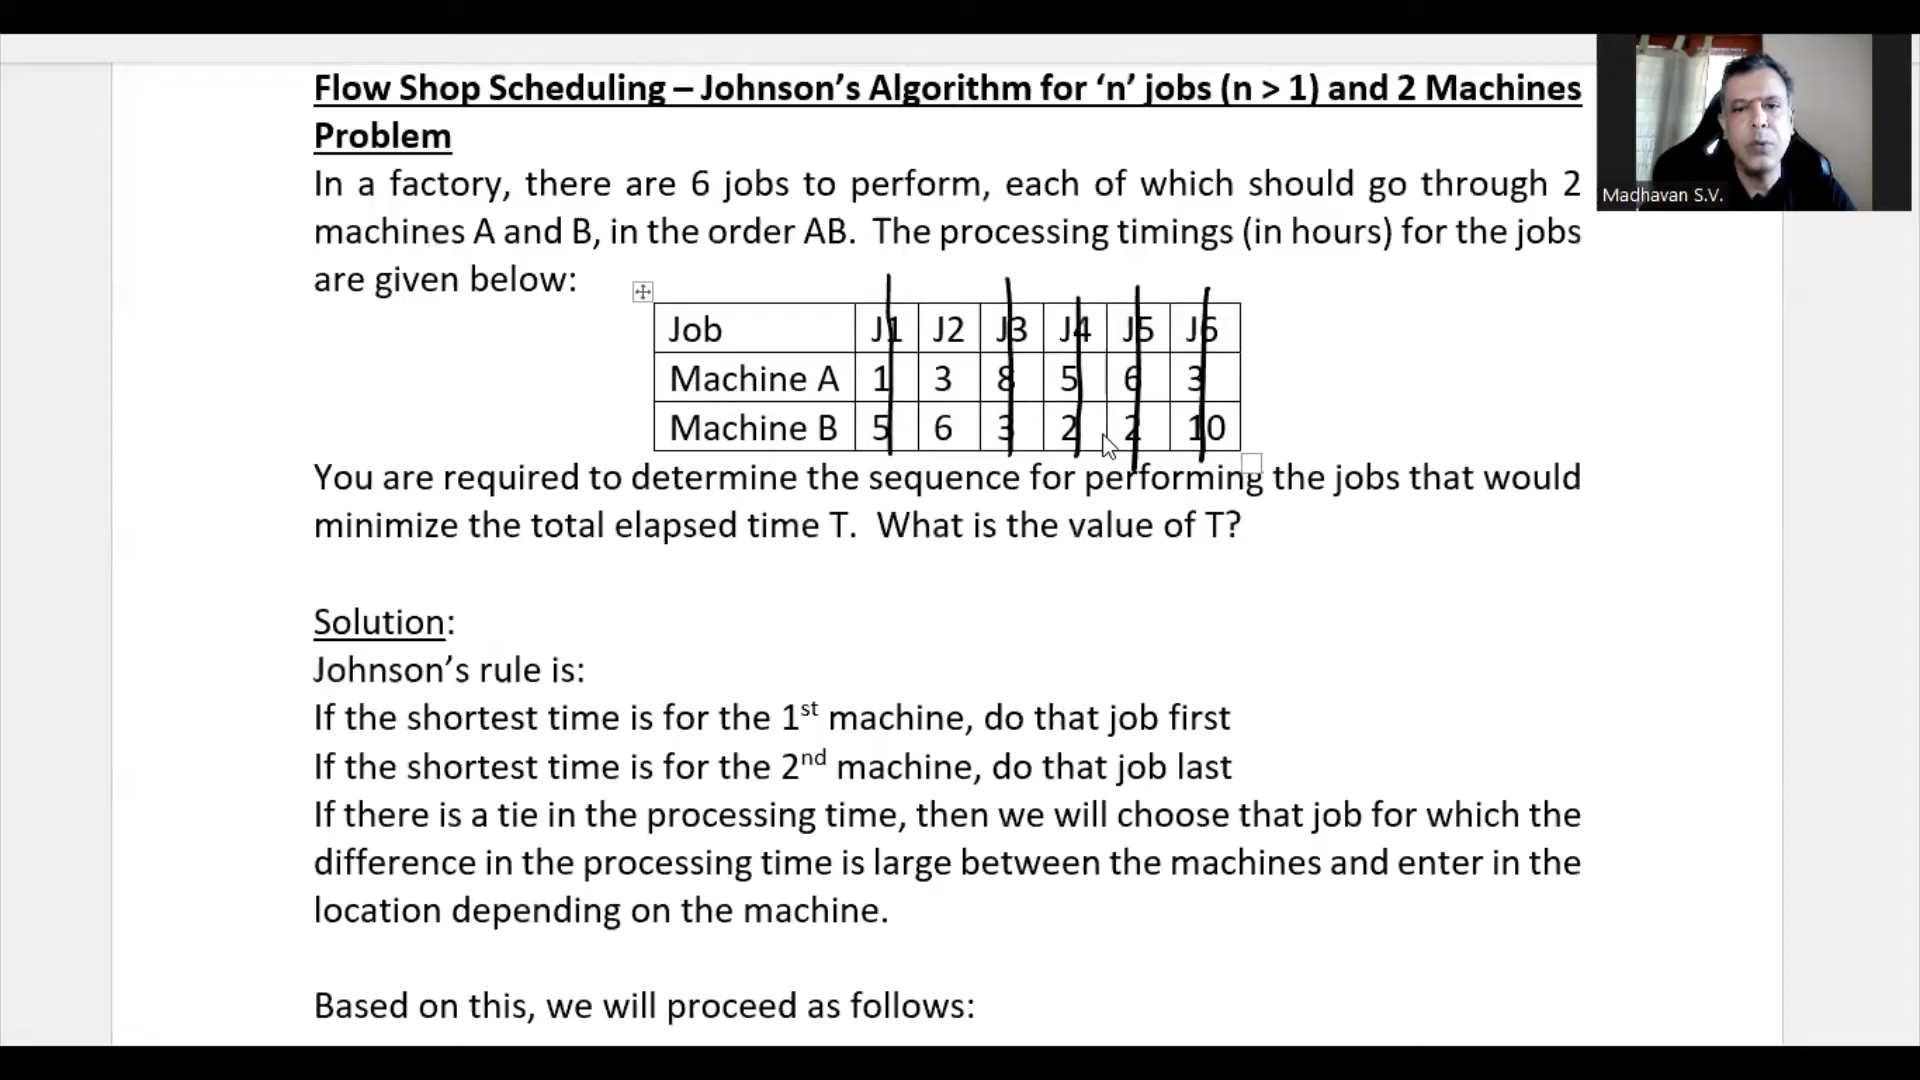 Flow Shop Scheduling – Johnson’s Algorithm for ‘n’ jobs (n > 1) and 2 Machines
Problem
In a factory, there are 6 jobs to perform, each of which should go through 2
machines A and B, in the order AB. The processing timings (in hours) for the jobs
are given below:
Job J1 J2 J3 J4 J5 J6
Machine A 1 3 8 5 6 3
Machine B 5 6 3 2 2 10
You are required to determine the sequence for performing the jobs that would
minimize the total elapsed time T. What is the value of T?
Solution:
Johnson’s rule is:
If the shortest time is for the 1st machine, do that job first
If the shortest time is for the 2nd machine, do that job last
If there is a tie in the processing time, then we will choose that job for which the
difference in the processing time is large between the machines and enter in the
location depending on the machine.
Based on this, we will proceed as follows:
Madhavan S.V.